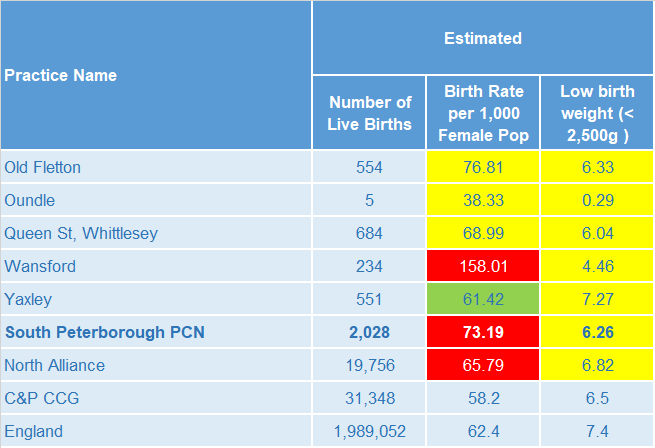 Estimated
Practice Name
Number of
Live Births
Birth Rate
per 1,000
Female Pop
Low birth
weight (<
2,500g )
Old Fletton 554 76.81 6.33
Oundle 5 38.33 0.29
Queen St, Whittlesey 684 68.99 6.04
Wansford 234 158.01 4.46
Yaxley 551 61.42 7.27
South Peterborough PCN 2,028 73.19 6.26
North Alliance 19,756 65.79 6.82
C&P CCG 31,348 58.2 6.5
England 1,989,052 62.4 7.4